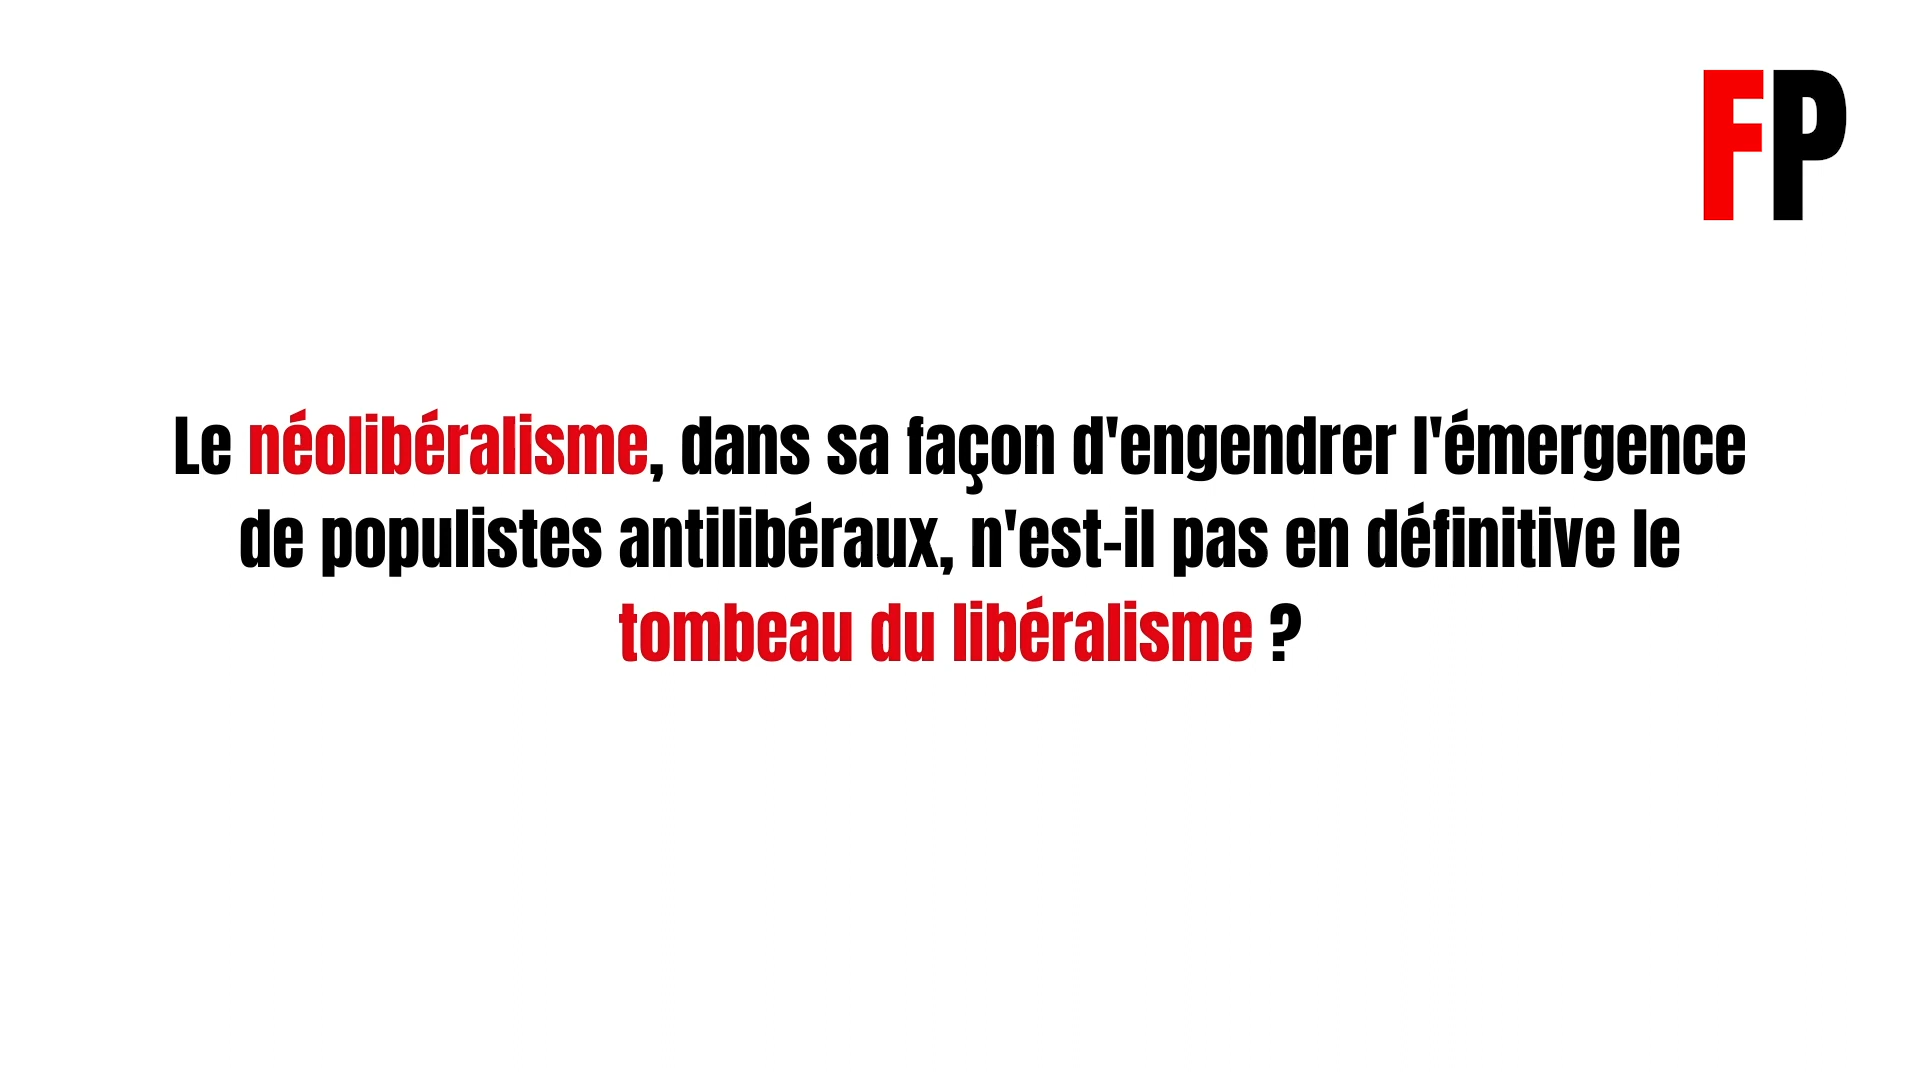 FP
Le néolibéralisme, dans sa façon d'engendrer l'émergence
de populistes antilibéraux, n'est-il pas en définitive le
tombeau du libéralisme ?